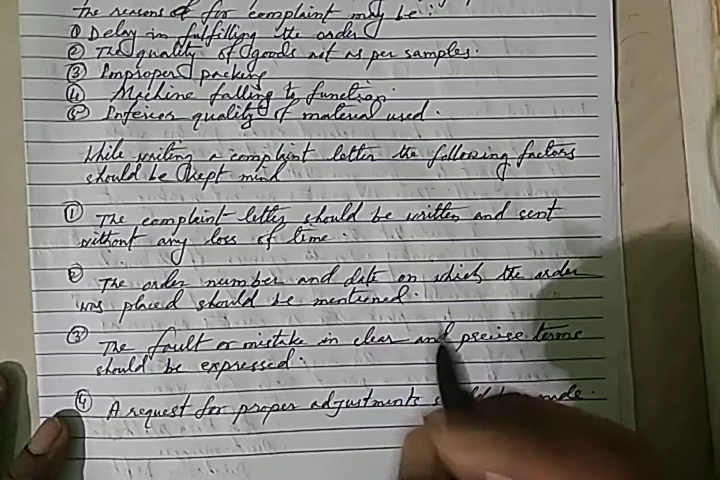 The reasons of for complaint may be :
① Delay in fulfilling the order
② The quality of goods not as per samples.
③ Improper packing
④ Machine falling to function.
⑤ Inferior quality of material used.
While writing a complaint letter the following factors
should be kept mind
① The complaint letter should be written and sent
without any loss of time.
② The order number and date on which the order
was placed should be mentioned.
③ The fault or mistake in clear and precise terms
should be expressed.
④ A request for proper adjustments made.